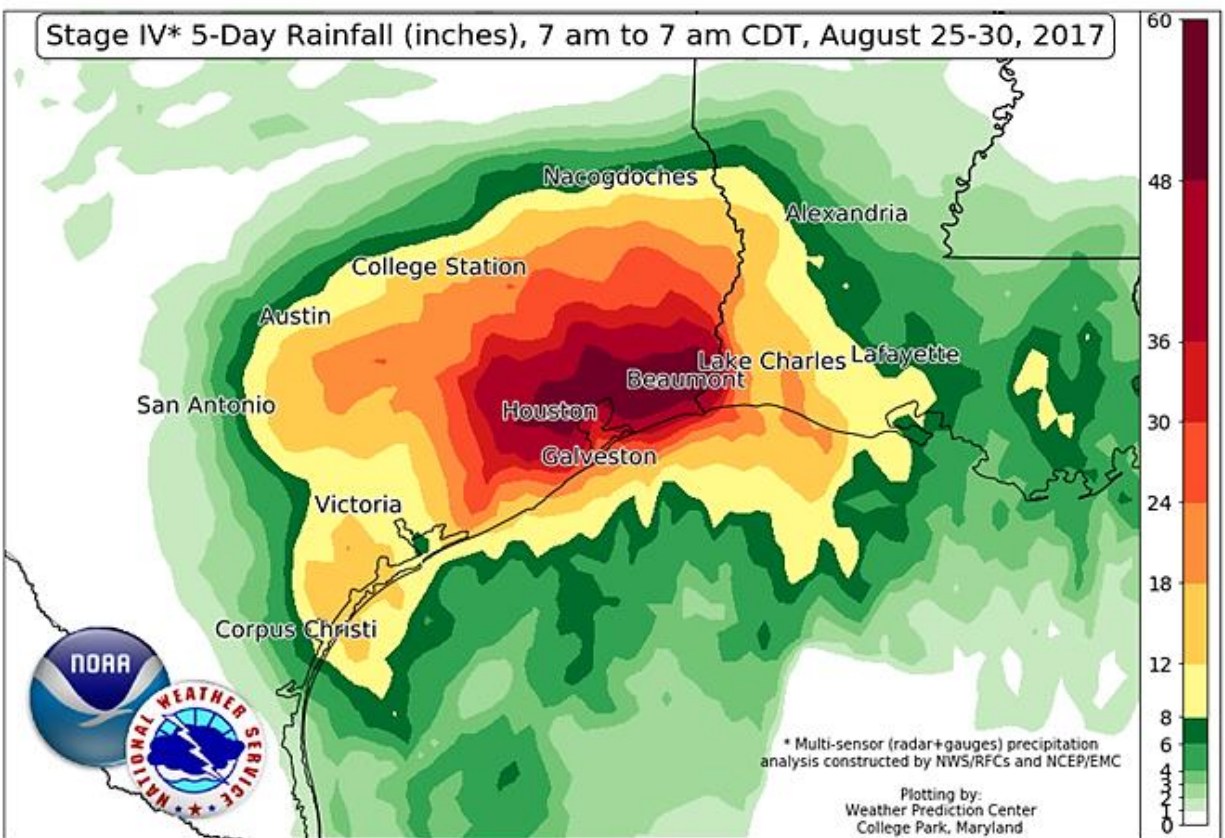 Stage IV* 5-Day Rainfall (inches), 7 am to 7 am CDT, August 25-30, 2017
60
48
36
30
24
18
12
8
6
4
3
2
1
0
Nacogdoches
Alexandria
College Station
Austin
Lake Charles
Lafayette
Beaumont
San Antonio
Houston
Galveston
Victoria
Corpus Christi
NOAA
NATIONAL WEATHER SERVICE
* Multi-sensor (radar+gauges) precipitation
analysis constructed by NWS/RFCs and NCEP/EMC
Plotting by:
Weather Prediction Center
College Park, Maryland